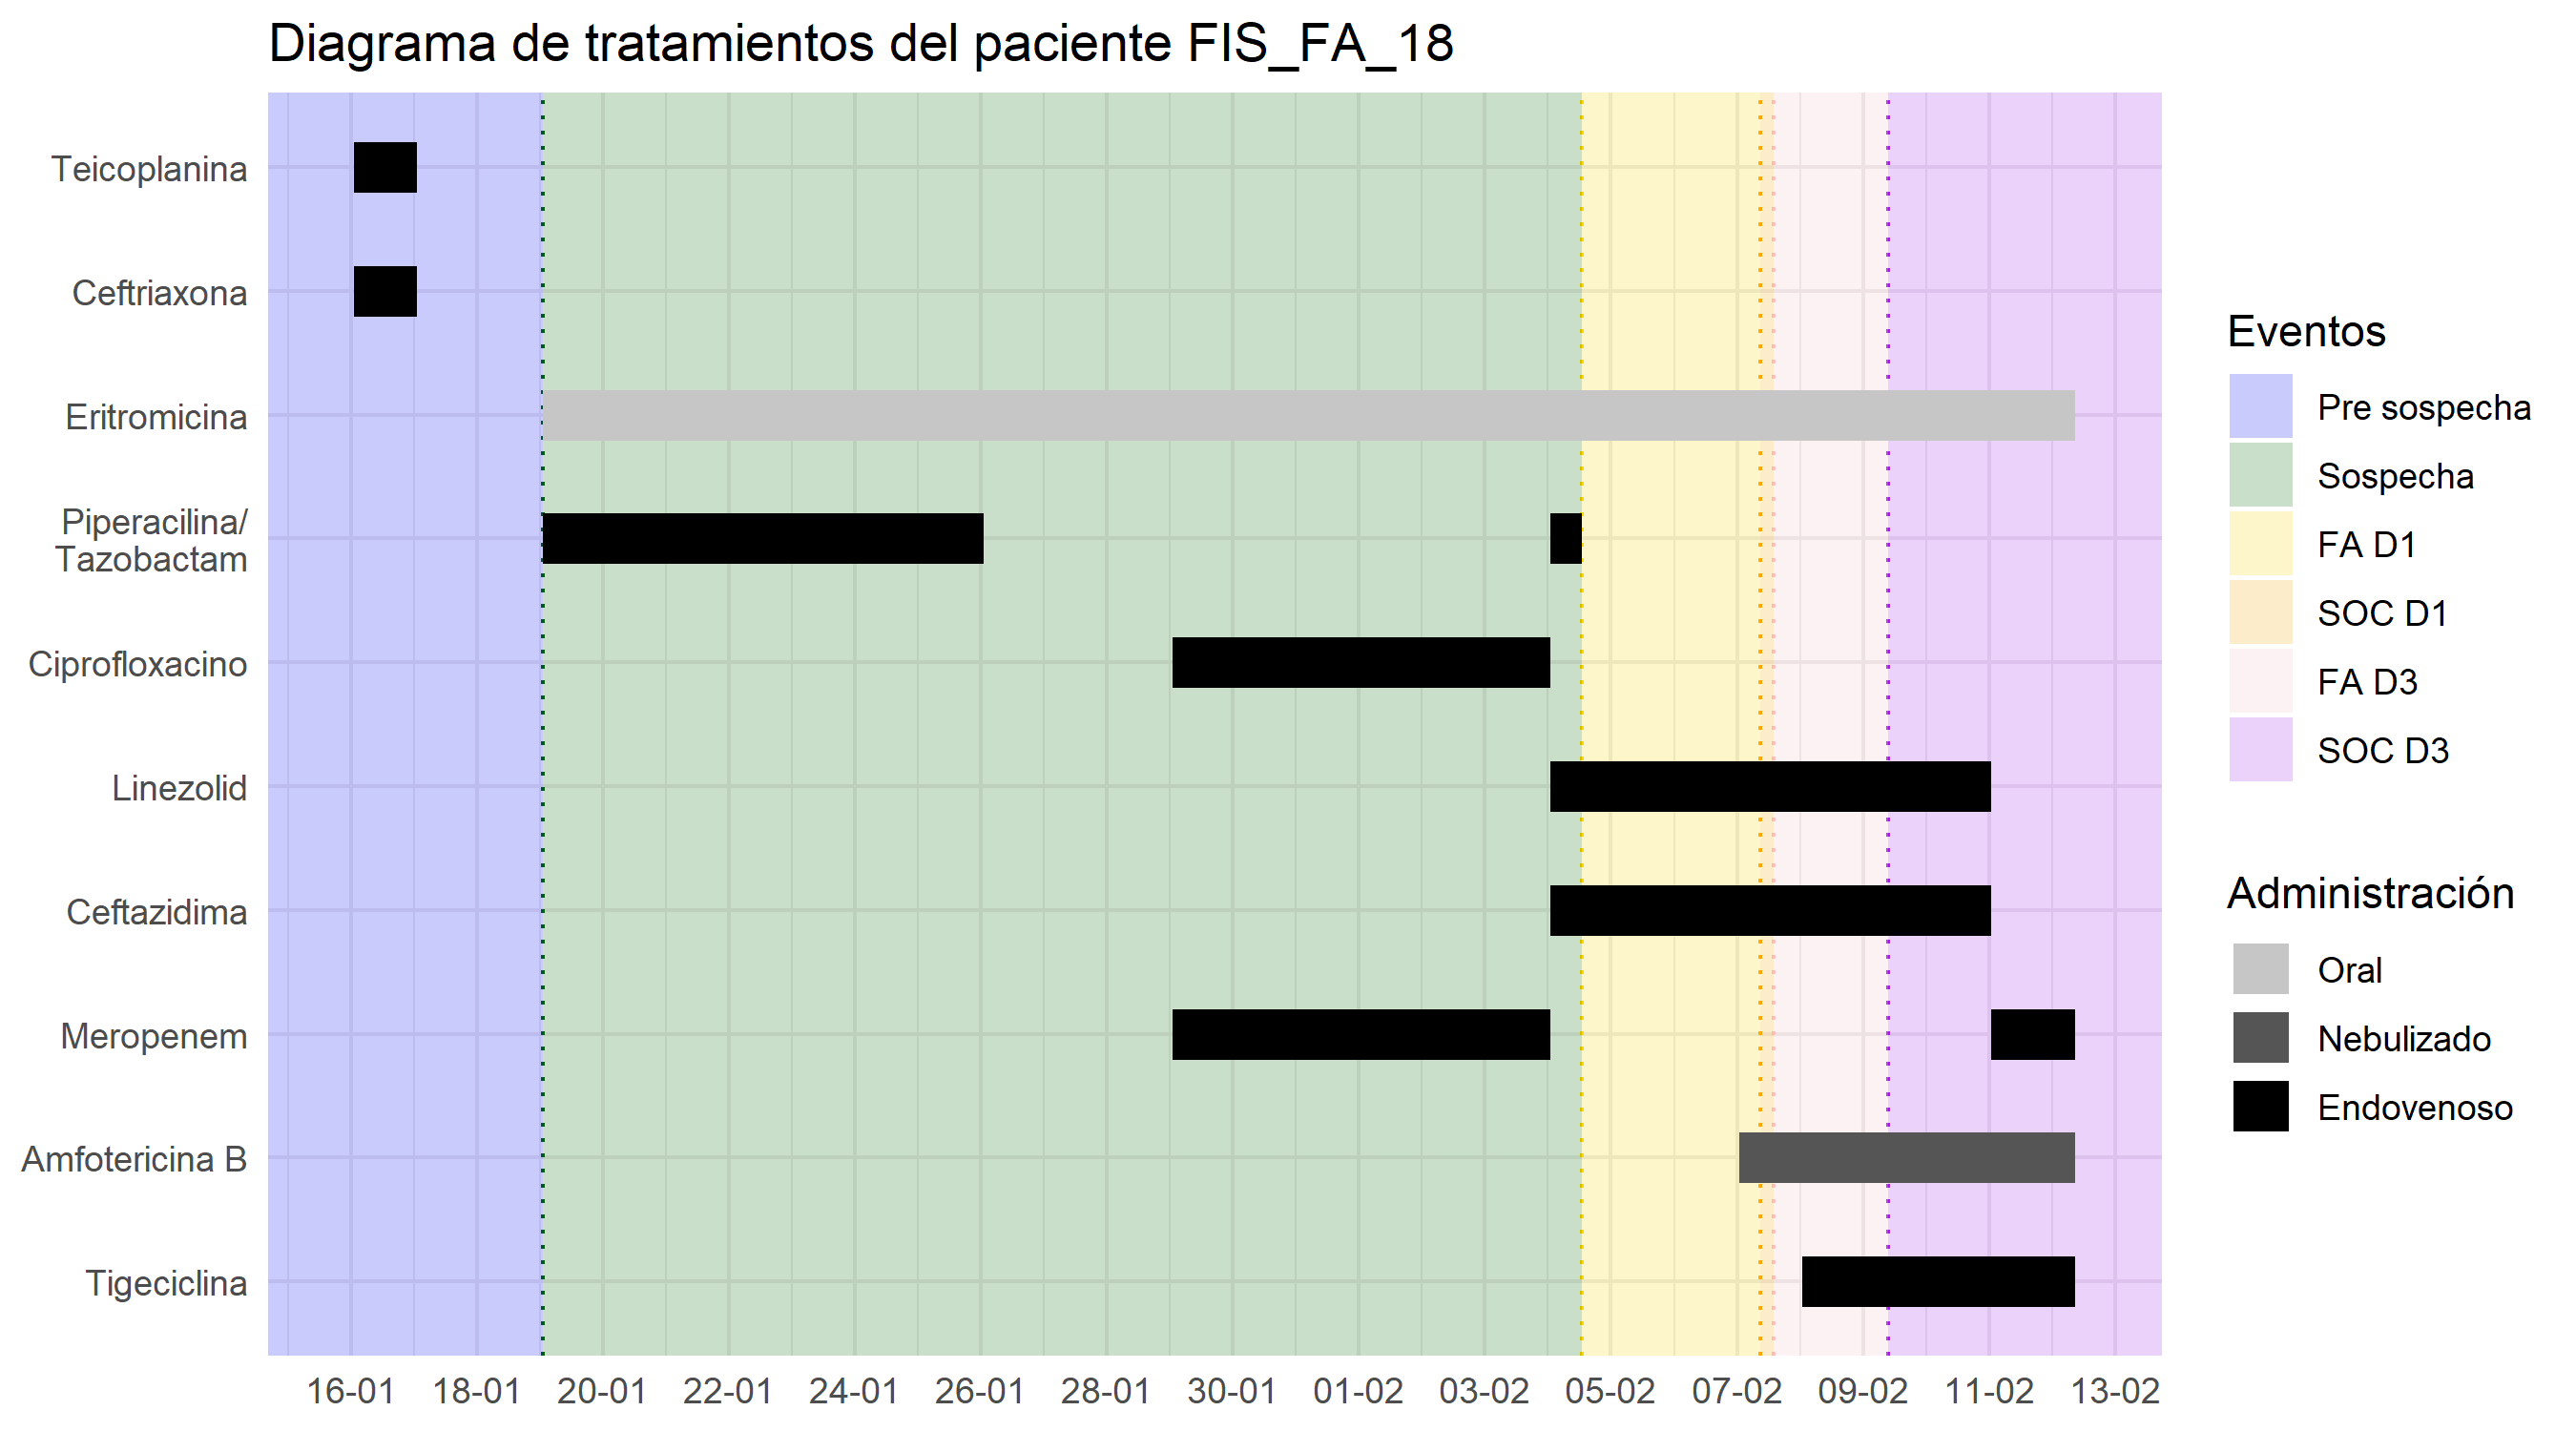 Diagrama de tratamientos del paciente FIS_FA_18
Teicoplanina
Ceftriaxona
Eritromicina
Piperacilina/
Tazobactam
Ciprofloxacino
Linezolid
Ceftazidima
Meropenem
Amfotericina B
Tigeciclina
16-01 18-01 20-01 22-01 24-01 26-01 28-01 30-01 01-02 03-02 05-02 07-02 09-02 11-02 13-02
Eventos
Pre sospecha
Sospecha
FA D1
SOC D1
FA D3
SOC D3
Administración
Oral
Nebulizado
Endovenoso